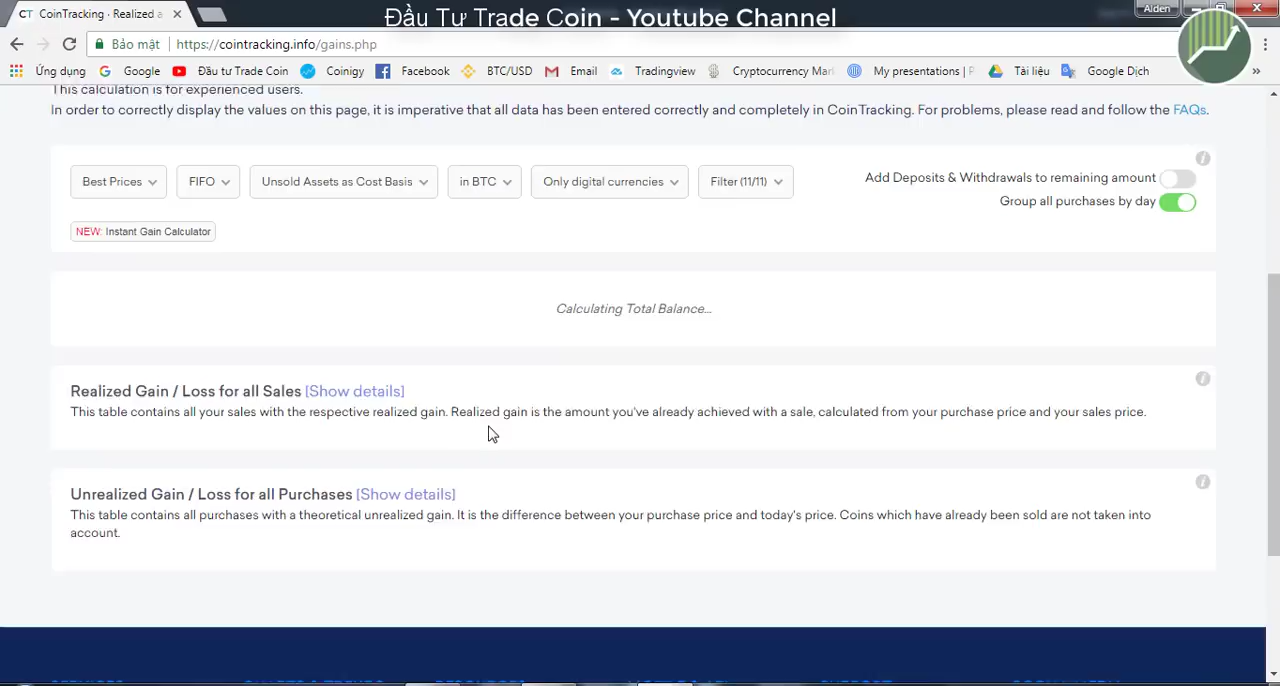 CT CoinTracking · Realized a
Đầu Tư Trade Coin - Youtube Channel
Aiden
Bảo mật https://cointracking.info/gains.php
Ứng dụng Google Đầu tư Trade Coin Coinigy Facebook BTC/USD Email Tradingview Cryptocurrency Mar My presentations | P Tài liệu Google Dịch »
This calculation is for experienced users.
In order to correctly display the values on this page, it is imperative that all data has been entered correctly and completely in CoinTracking. For problems, please read and follow the FAQs.
Best Prices FIFO Unsold Assets as Cost Basis in BTC Only digital currencies Filter (11/11) Add Deposits & Withdrawals to remaining amount
Group all purchases by day
NEW: Instant Gain Calculator
Calculating Total Balance...
Realized Gain / Loss for all Sales [Show details]
This table contains all your sales with the respective realized gain. Realized gain is the amount you've already achieved with a sale, calculated from your purchase price and your sales price.
Unrealized Gain / Loss for all Purchases [Show details]
This table contains all purchases with a theoretical unrealized gain. It is the difference between your purchase price and today's price. Coins which have already been sold are not taken into
account.